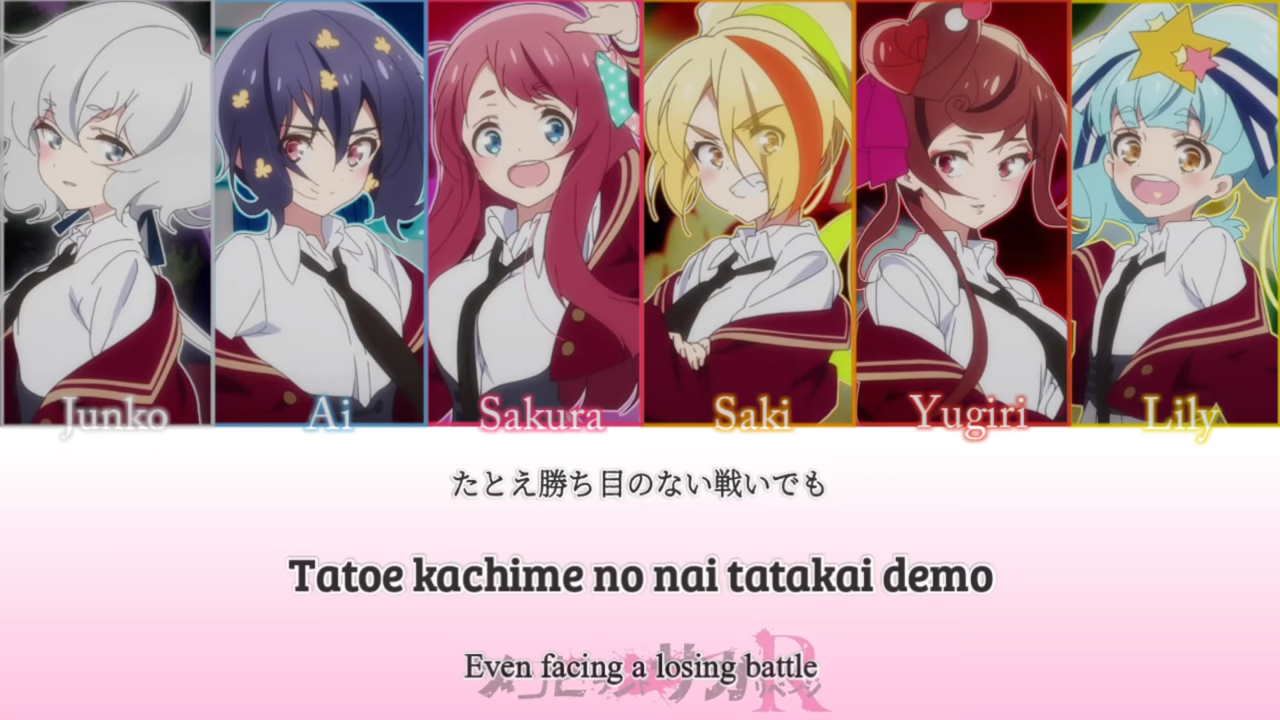 Junko Ai Sakura Saki Yugiri Lily
たとえ勝ち目のない戦いでも
Tatoe kachime no nai tatakai demo
Even facing a losing battle
R